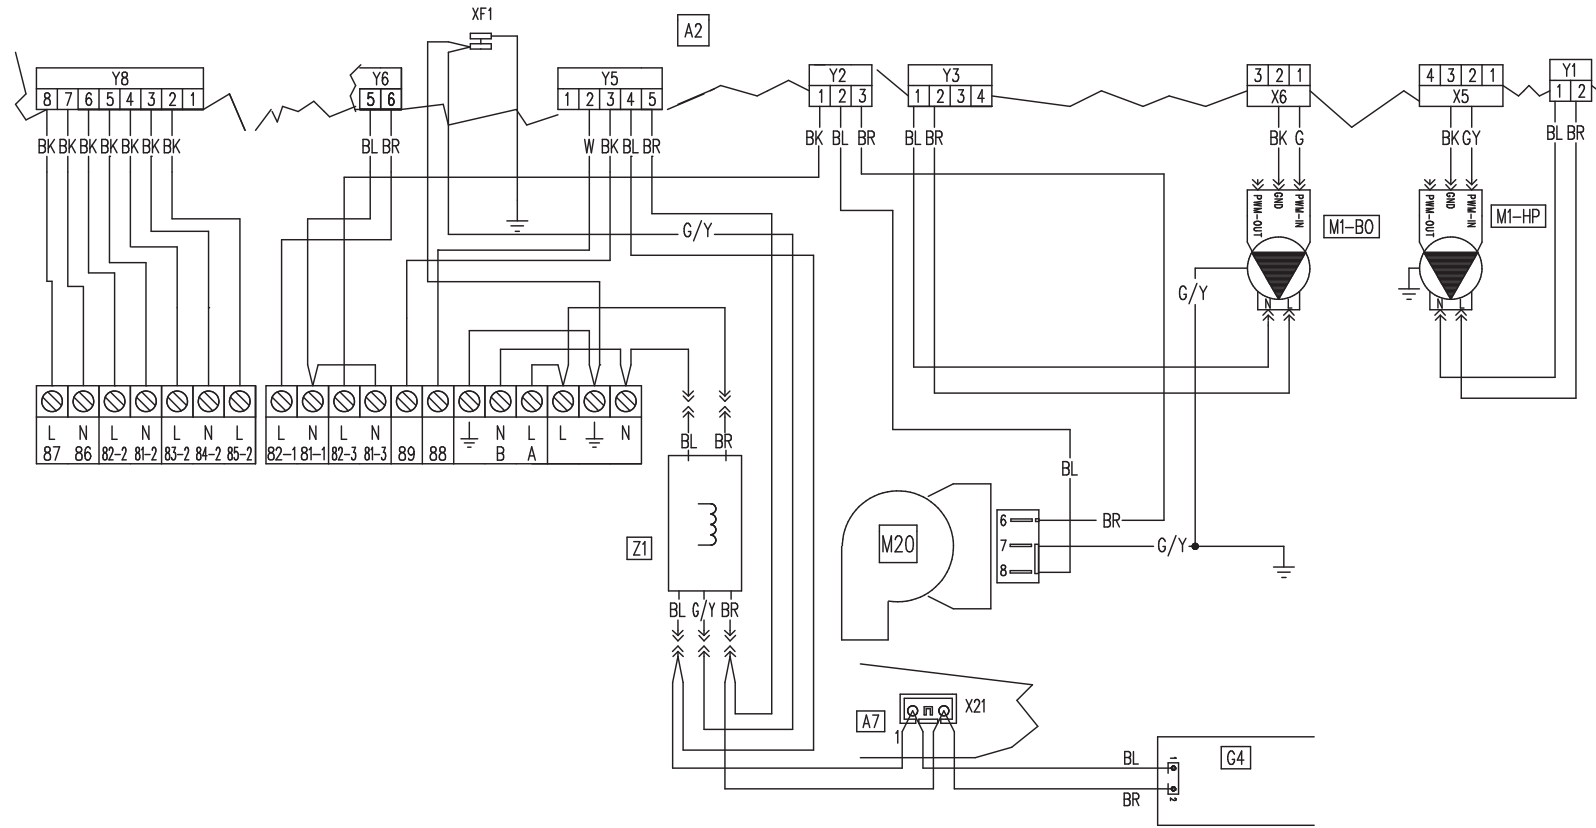 XF1
A2
Y8
8 7 6 5 4 3 2 1
Y6
5 6
Y5
1 2 3 4 5
Y2
1 2 3
Y3
1 2 3 4
3 2 1
X6
4 3 2 1
X5
Y1
1 2
BK BK BK BK BK BK BK
BL BR
W BK BL BR
BK BL BR
BL BR
BK G
BK GY
BL BR
PWM-OUT GND PWM-IN
M1-BO
PWM-OUT GND PWM-IN
M1-HP
G/Y
G/Y
N L
N L
L N L N L N L
87 86 82-2 81-2 83-2 84-2 85-2
L N L N
82-1 81-1 82-3 81-3 89 88
N L L N
B A
BL BR
BL
Z1
M20
6
7
8
BR
G/Y
BL G/Y BR
A7
X21
1
BL
BR
G4
1
2